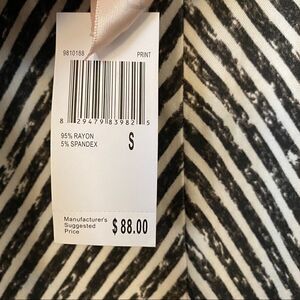 9810188 PRINT
8 29479 83982 5
95% RAYON
5% SPANDEX
S
Manufacturer's
Suggested
Price
$88.00